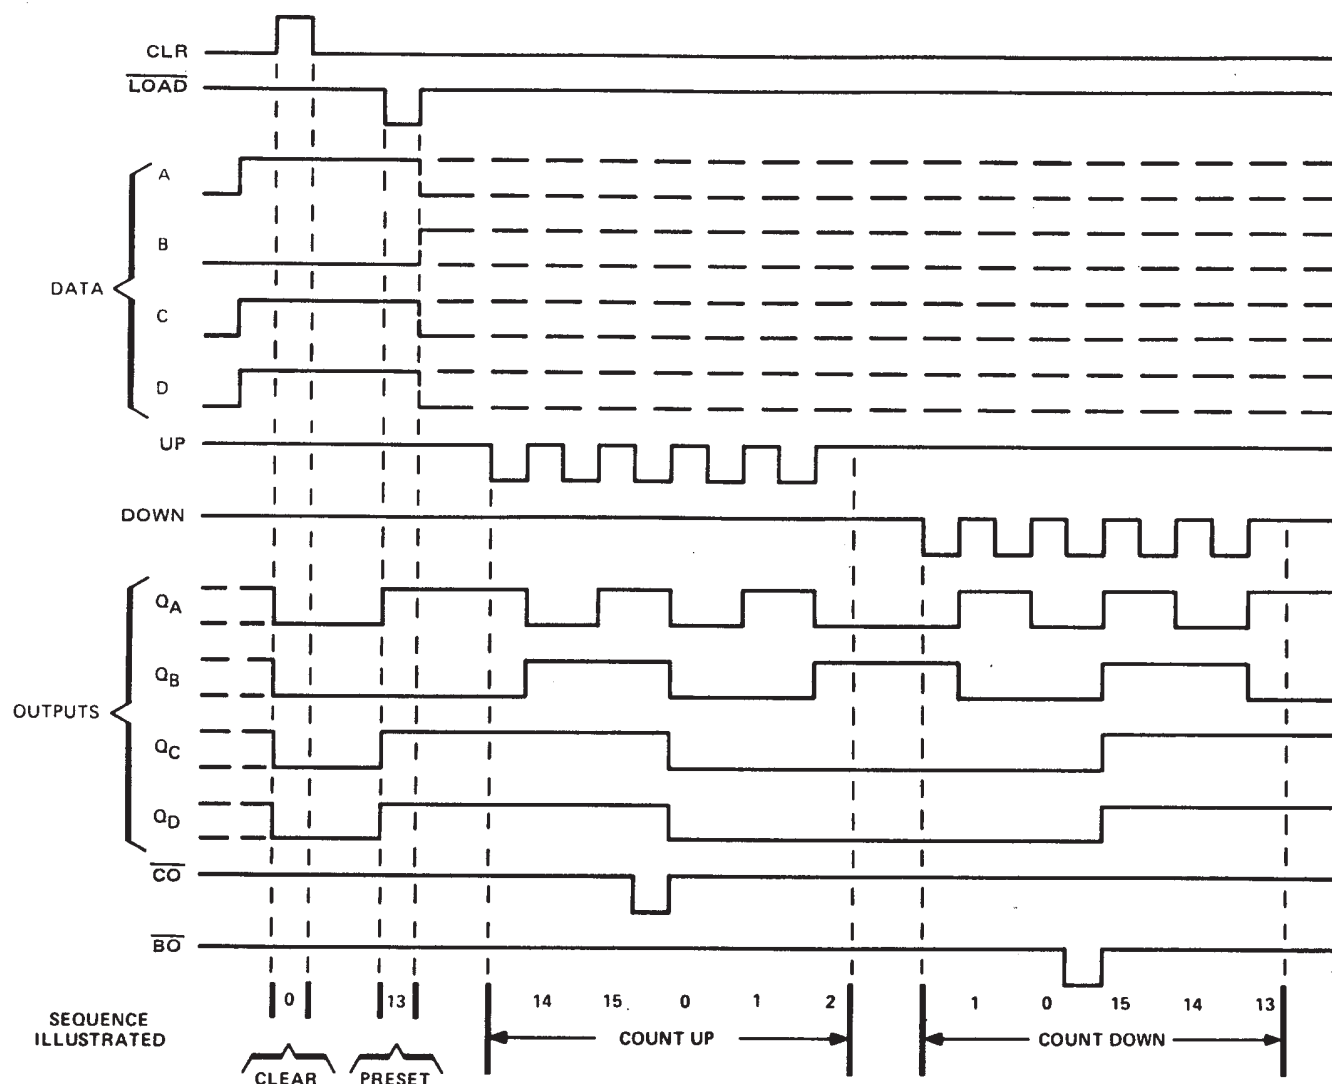 CLR
LOAD
A
B
DATA
C
D
UP
DOWN
QA
QB
OUTPUTS
QC
QD
CO
BO
0 13 14 15 0 1 2 1 0 15 14 13
SEQUENCE
ILLUSTRATED
COUNT UP COUNT DOWN
CLEAR PRESET